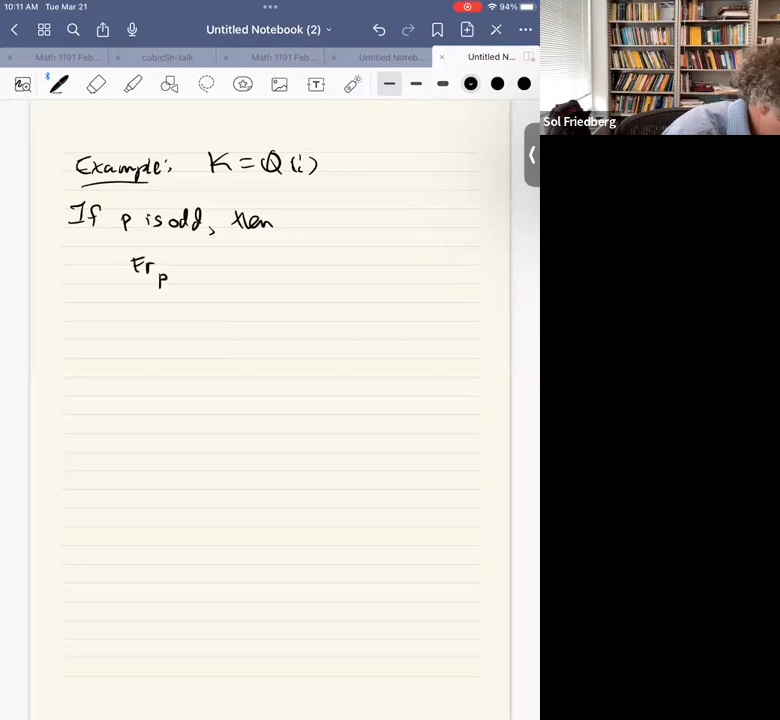 10:11 AM Tue Mar 21
94%
Untitled Notebook (2)
Math 1191 Feb...
cubicSh-talk
Math 1191 Feb...
Untitled Noteb...
Untitled N...
Sol Friedberg
Example: K = Q(i)
If p is odd, then
Fr_p